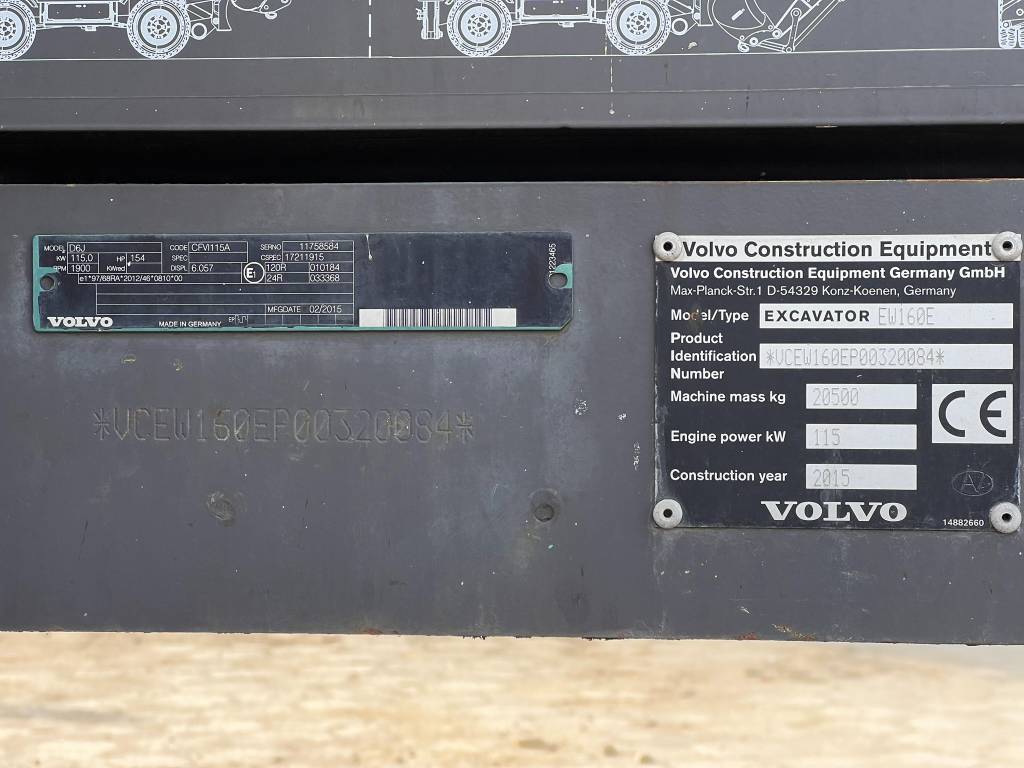 MODEL D6J CODE CFVI115A SERNO 11758584
KW 115,0 HP 154 SPEC CSPEC 17211915
RPM 1900 KWecd DISPL 6.057 E1 120R 010184
e1*97/68RA*2012/46*0810*00 24R 033368
MFGDATE 02/2015
VOLVO MADE IN GERMANY EP
*VCEW160EP00320084*
Volvo Construction Equipment
Volvo Construction Equipment Germany GmbH
Max-Planck-Str.1 D-54329 Konz-Koenen, Germany
Model/Type EXCAVATOR EW160E
Product
Identification *VCEW160EP00320084*
Number
Machine mass kg 20500
CE
Engine power kW 115
Construction year 2015
AZ
VOLVO
14882660